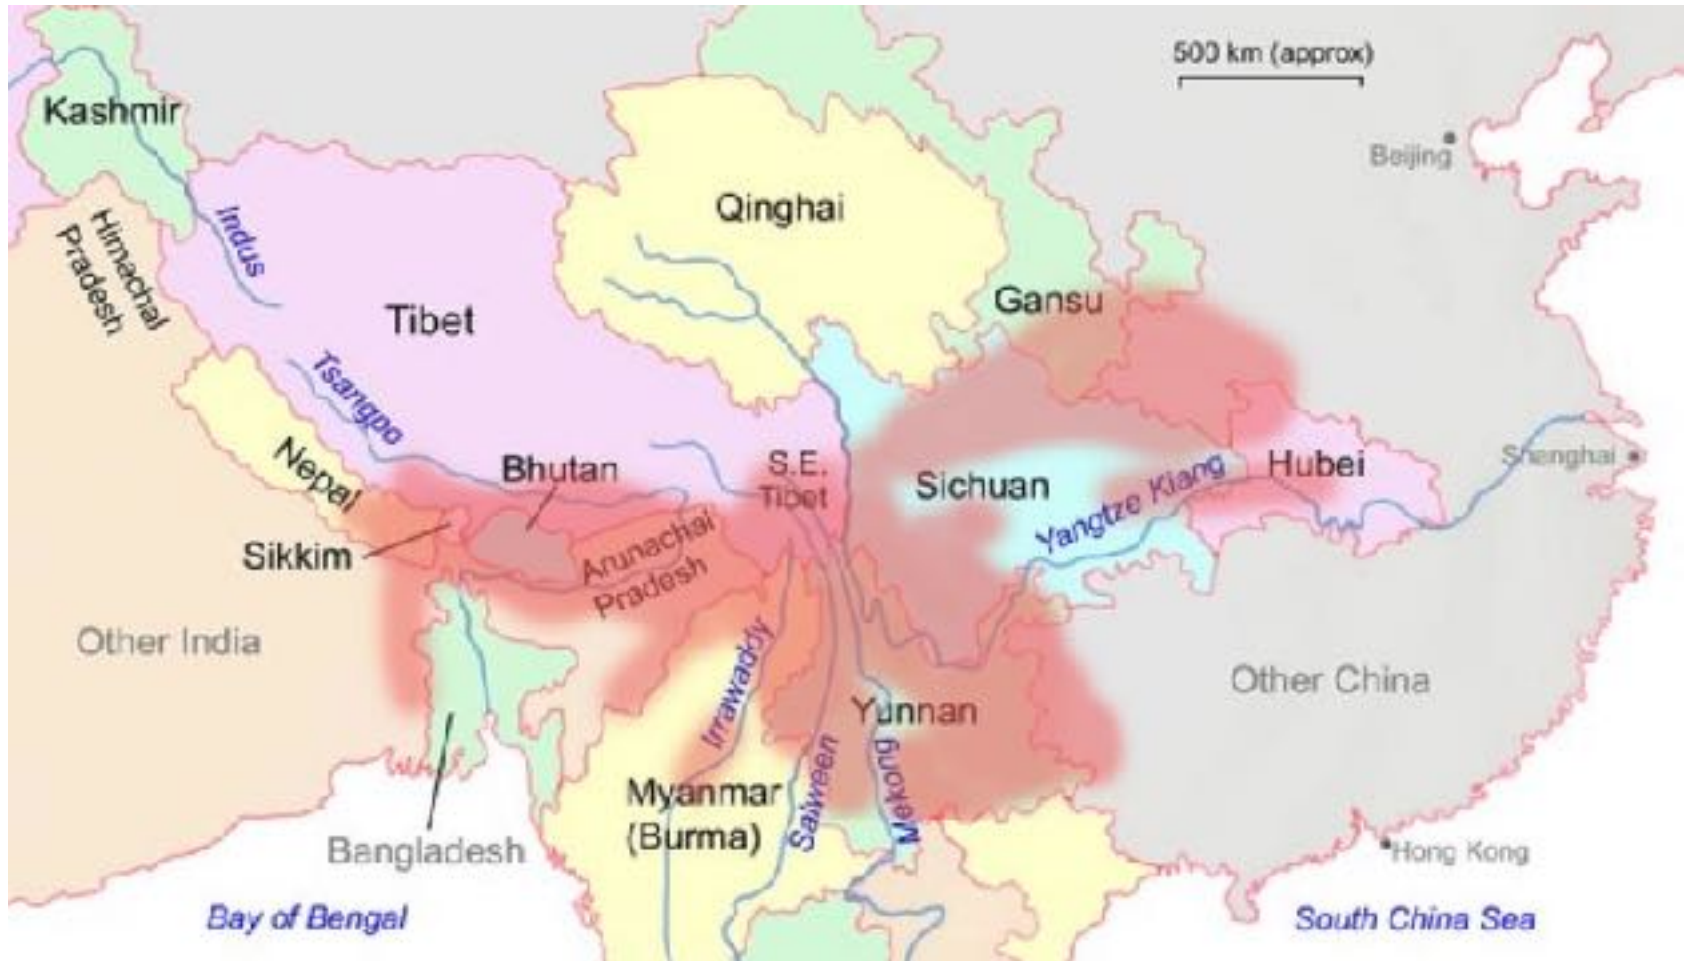 500 km (approx)
Kashmir
Beijing
Himachal
Pradesh
Indus
Qinghai
Gansu
Tibet
Tsangpo
Nepal
Bhutan
S.E.
Tibet
Sichuan
Yangtze Kiang
Hubei
Shanghai
Sikkim
Arunachal
Pradesh
Other India
Irrawaddy
Yunnan
Other China
Myanmar
(Burma)
Salween
Mekong
Bangladesh
Hong Kong
Bay of Bengal
South China Sea